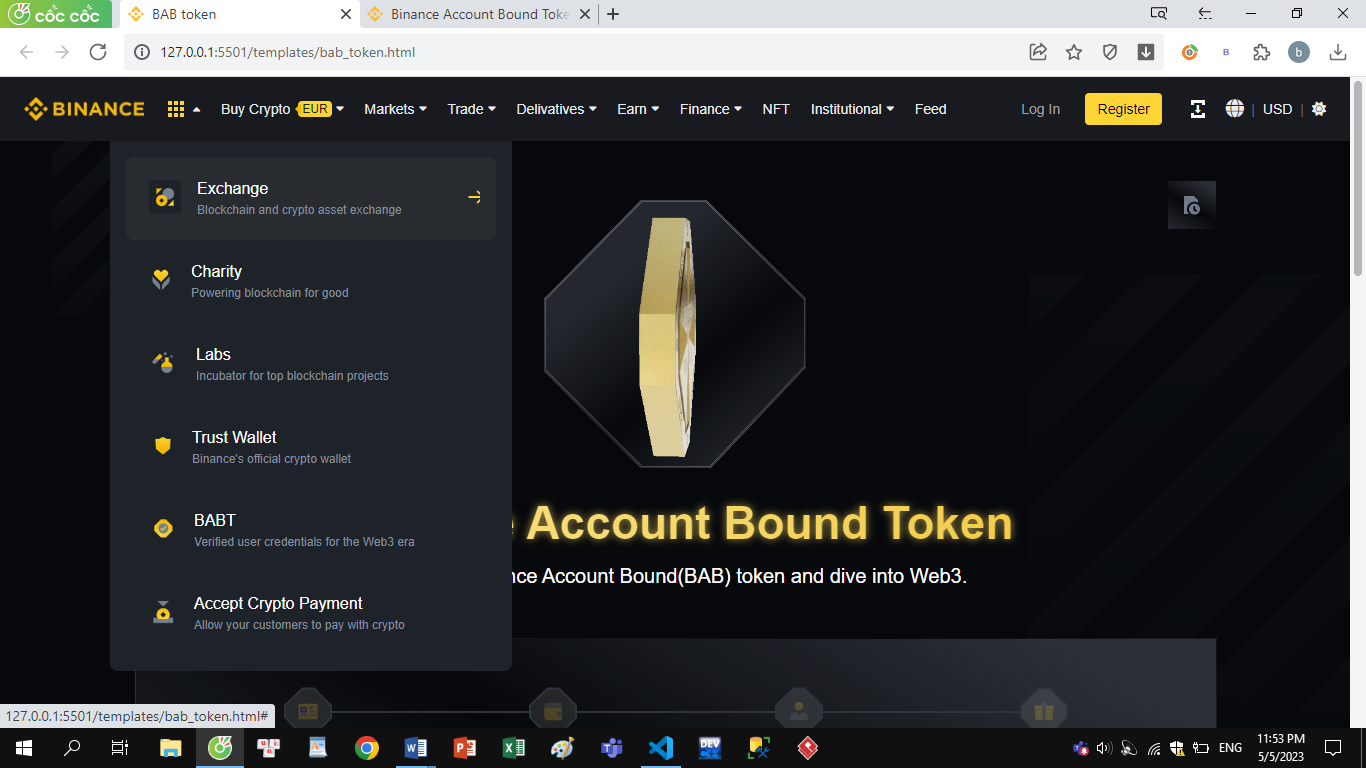 cốc cốc
BAB token
Binance Account Bound Toke
127.0.0.1:5501/templates/bab_token.html
B
b
BINANCE
Buy Crypto EUR
Markets
Trade
Delivatives
Earn
Finance
NFT
Institutional
Feed
Log In
Register
| USD |
Exchange
Blockchain and crypto asset exchange
Charity
Powering blockchain for good
Labs
Incubator for top blockchain projects
Trust Wallet
Binance's official crypto wallet
BABT
Verified user credentials for the Web3 era
Accept Crypto Payment
Allow your customers to pay with crypto
e Account Bound Token
nce Account Bound(BAB) token and dive into Web3.
127.0.0.1:5501/templates/bab_token.html#
DEV
ENG
11:53 PM
5/5/2023